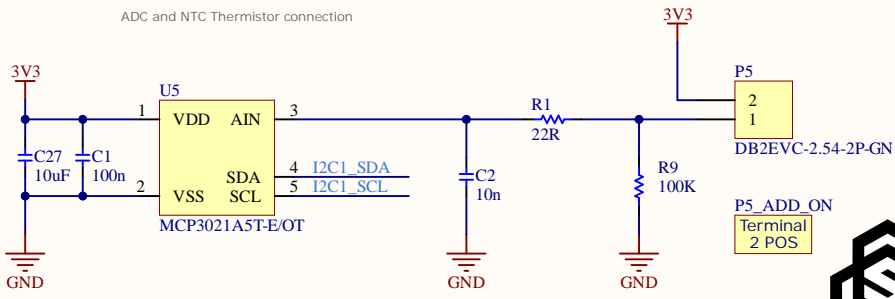 ADC and NTC Thermistor connection
3V3
3V3
P5
U5
1 VDD AIN 3
R1
22R
2
1
DB2EVC-2.54-2P-GN
C27
10uF
C1
100n
C2
10n
R9
100K
SDA 4 I2C1_SDA
2 VSS SCL 5 I2C1_SCL
MCP3021A5T-E/OT
P5_ADD_ON
Terminal
2 POS
GND
GND
GND